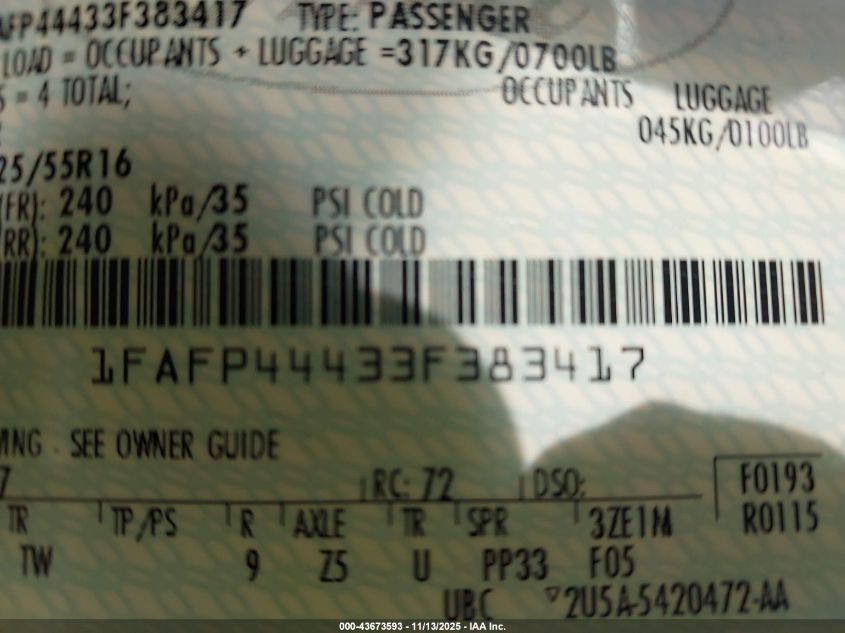 AFP44433F383417 TYPE: PASSENGER
LOAD = OCCUPANTS + LUGGAGE =317KG/0700LB
S = 4 TOTAL; OCCUPANTS LUGGAGE
045KG/0100LB
25/55R16
(FR): 240 kPa/35 PSI COLD
RR): 240 kPa/35 PSI COLD
1FAFP44433F383417
ING - SEE OWNER GUIDE
7 RC: 72 DSO: F0193
TR TP/PS R AXLE TR SPR 3ZE1M R0115
TW 9 Z5 U PP33 F05
UBC ▽2U5A-5420472-AA
000-43673593 - 11/13/2025 - IAA Inc.